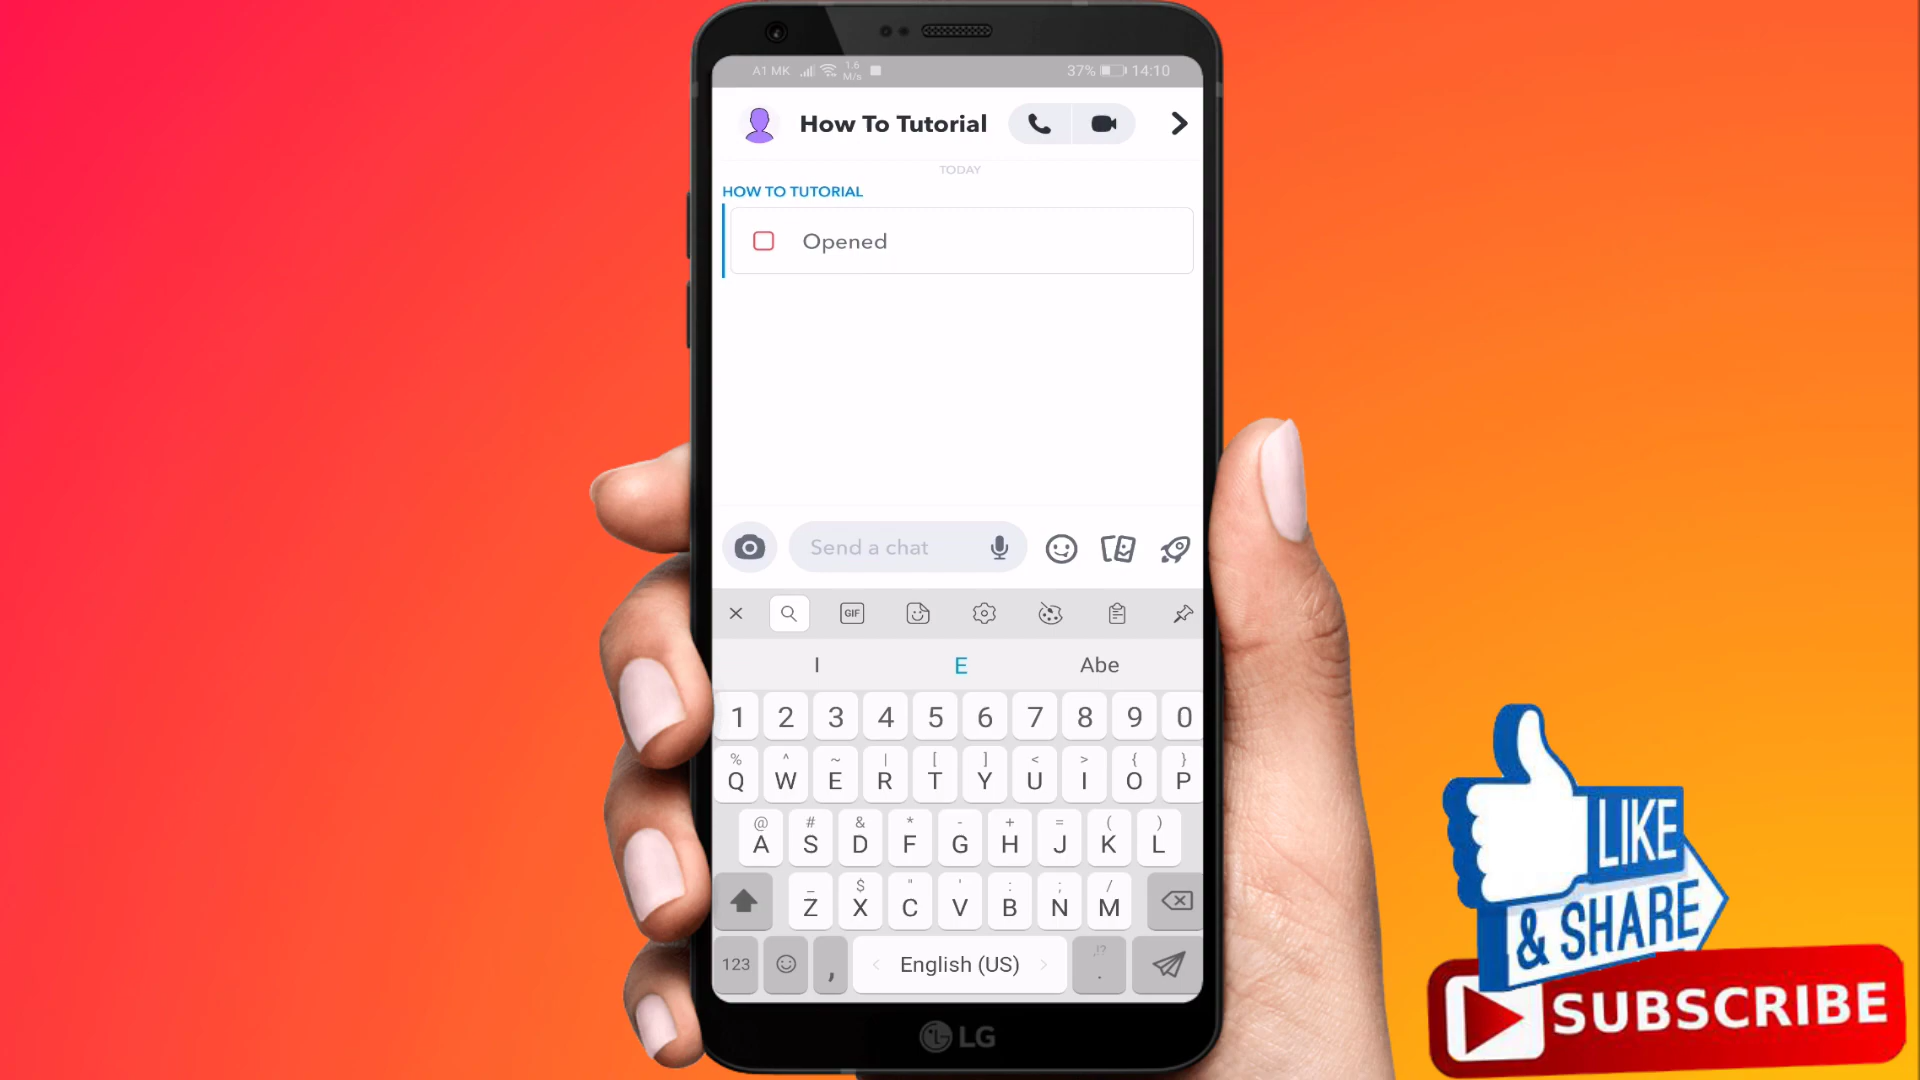 A1 MK 1.6 M/s 37% 14:10
How To Tutorial
TODAY
HOW TO TUTORIAL
Opened
Send a chat
GIF
I E Abe
1 2 3 4 5 6 7 8 9 0
% ^ ~ | [ ] < > { }
Q W E R T Y U I O P
@ # & * - + = ( )
A S D F G H J K L
_ $ " ' : ; /
Z X C V B N M
123 , English (US) ,!? .
LG
LIKE
& SHARE
SUBSCRIBE